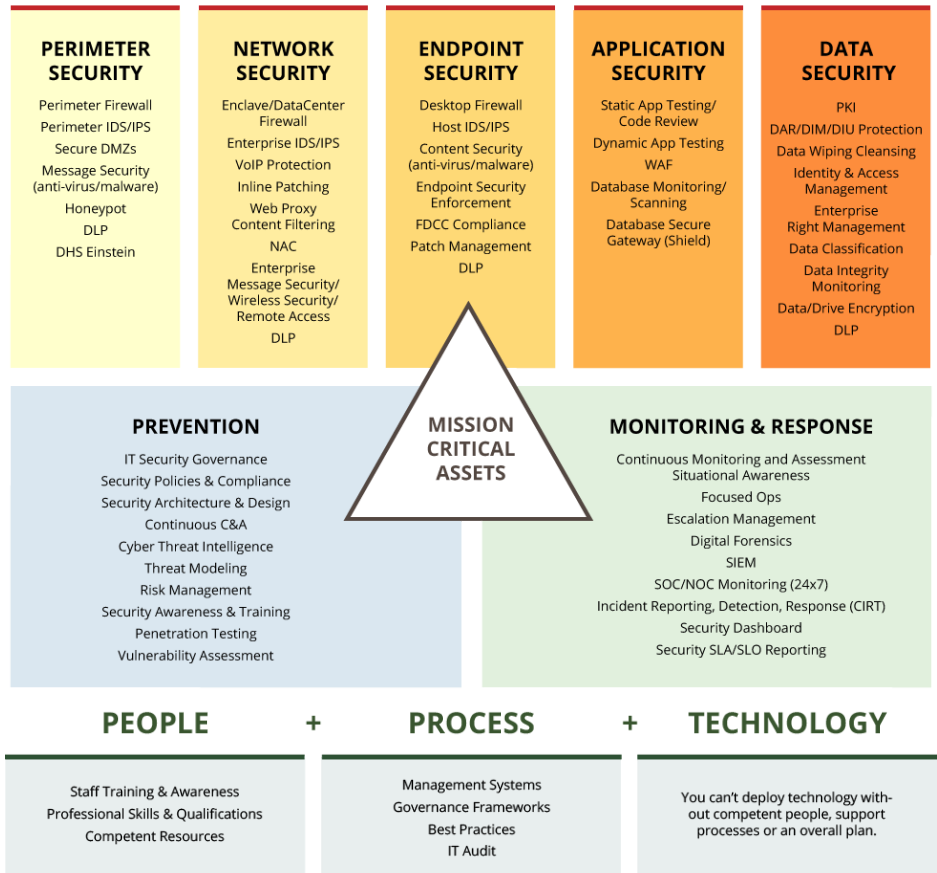 PERIMETER
SECURITY
Perimeter Firewall
Perimeter IDS/IPS
Secure DMZs
Message Security
(anti-virus/malware)
Honeypot
DLP
DHS Einstein
NETWORK
SECURITY
Enclave/DataCenter
Firewall
Enterprise IDS/IPS
VoIP Protection
Inline Patching
Web Proxy
Content Filtering
NAC
Enterprise
Message Security/
Wireless Security/
Remote Access
DLP
ENDPOINT
SECURITY
Desktop Firewall
Host IDS/IPS
Content Security
(anti-virus/malware)
Endpoint Security
Enforcement
FDCC Compliance
Patch Management
DLP
APPLICATION
SECURITY
Static App Testing/
Code Review
Dynamic App Testing
WAF
Database Monitoring/
Scanning
Database Secure
Gateway (Shield)
DATA
SECURITY
PKI
DAR/DIM/DIU Protection
Data Wiping Cleansing
Identity & Access
Management
Enterprise
Right Management
Data Classification
Data Integrity
Monitoring
Data/Drive Encryption
DLP
PREVENTION
IT Security Governance
Security Policies & Compliance
Security Architecture & Design
Continuous C&A
Cyber Threat Intelligence
Threat Modeling
Risk Management
Security Awareness & Training
Penetration Testing
Vulnerability Assessment
MISSION
CRITICAL
ASSETS
MONITORING & RESPONSE
Continuous Monitoring and Assessment
Situational Awareness
Focused Ops
Escalation Management
Digital Forensics
SIEM
SOC/NOC Monitoring (24x7)
Incident Reporting, Detection, Response (CIRT)
Security Dashboard
Security SLA/SLO Reporting
PEOPLE + PROCESS + TECHNOLOGY
Staff Training & Awareness
Professional Skills & Qualifications
Competent Resources
Management Systems
Governance Frameworks
Best Practices
IT Audit
You can't deploy technology with-
out competent people, support
processes or an overall plan.